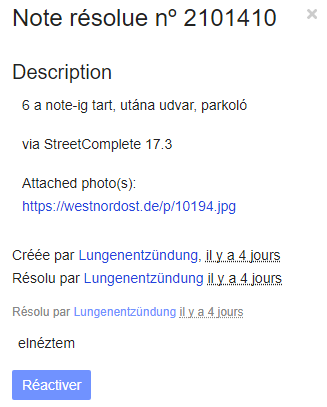 Note résolue nº 2101410
×
Description
6 a note-ig tart, utána udvar, parkoló
via StreetComplete 17.3
Attached photo(s):
https://westnordost.de/p/10194.jpg
Créée par Lungenentzündung, il y a 4 jours
Résolu par Lungenentzündung il y a 4 jours
Résolu par Lungenentzündung il y a 4 jours
elnéztem
Réactiver